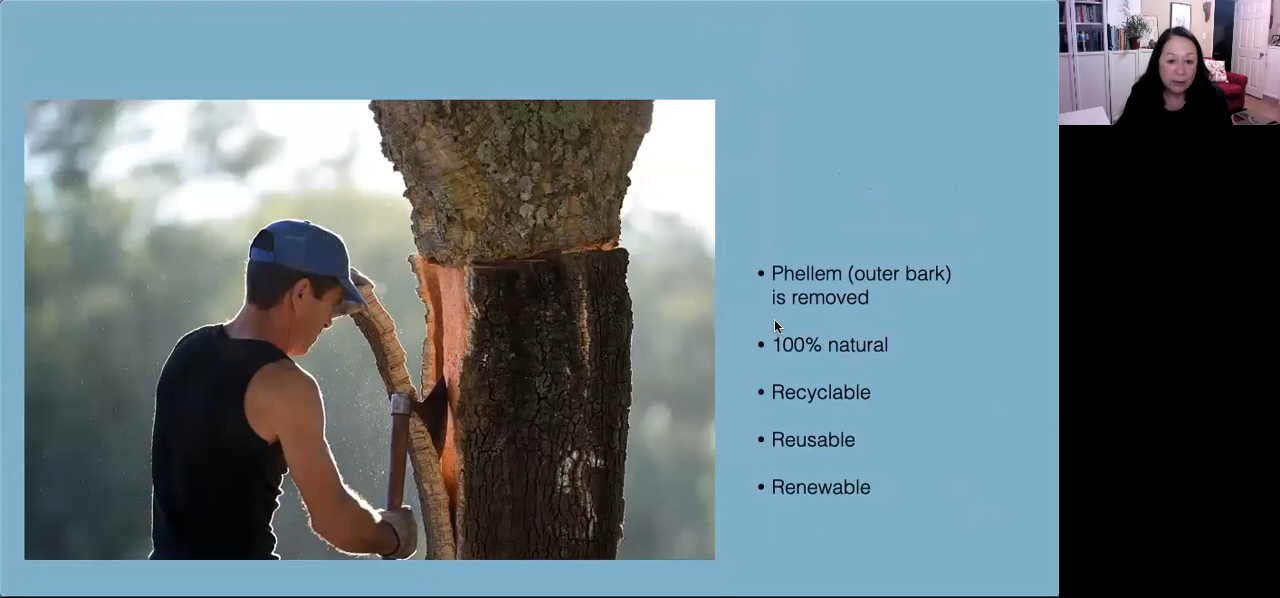 • Phellem (outer bark)
is removed
• 100% natural
• Recyclable
• Reusable
• Renewable